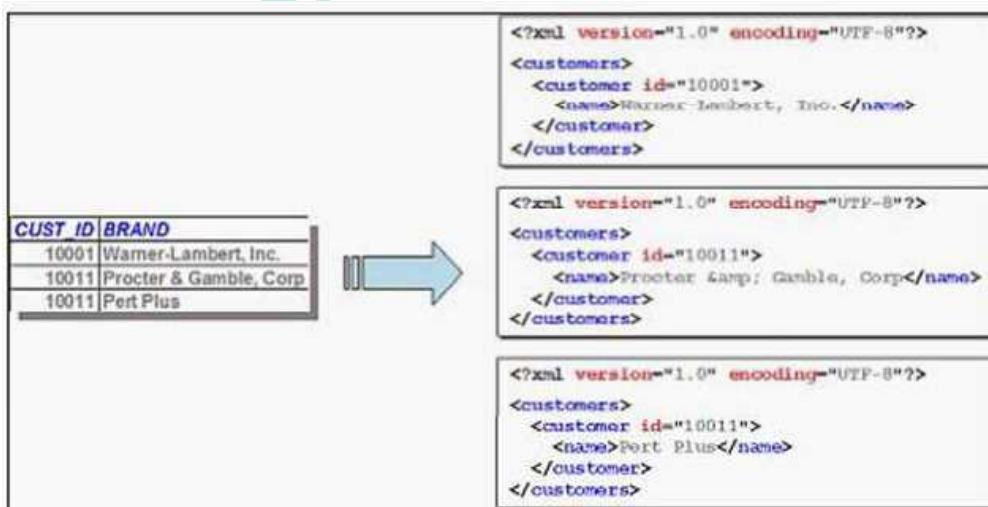 CUST_ID BRAND
10001 Warner-Lambert, Inc.
10011 Procter & Gamble, Corp
10011 Pert Plus
<?xml version="1.0" encoding="UTF-8"?>
<customers>
<customer id="10001">
<name>Warner-Lambert, Inc.</name>
</customer>
</customers>
<?xml version="1.0" encoding="UTF-8"?>
<customers>
<customer id="10011">
<name>Procter &amp; Gamble, Corp</name>
</customer>
</customers>
<?xml version="1.0" encoding="UTF-8"?>
<customers>
<customer id="10011">
<name>Pert Plus</name>
</customer>
</customers>